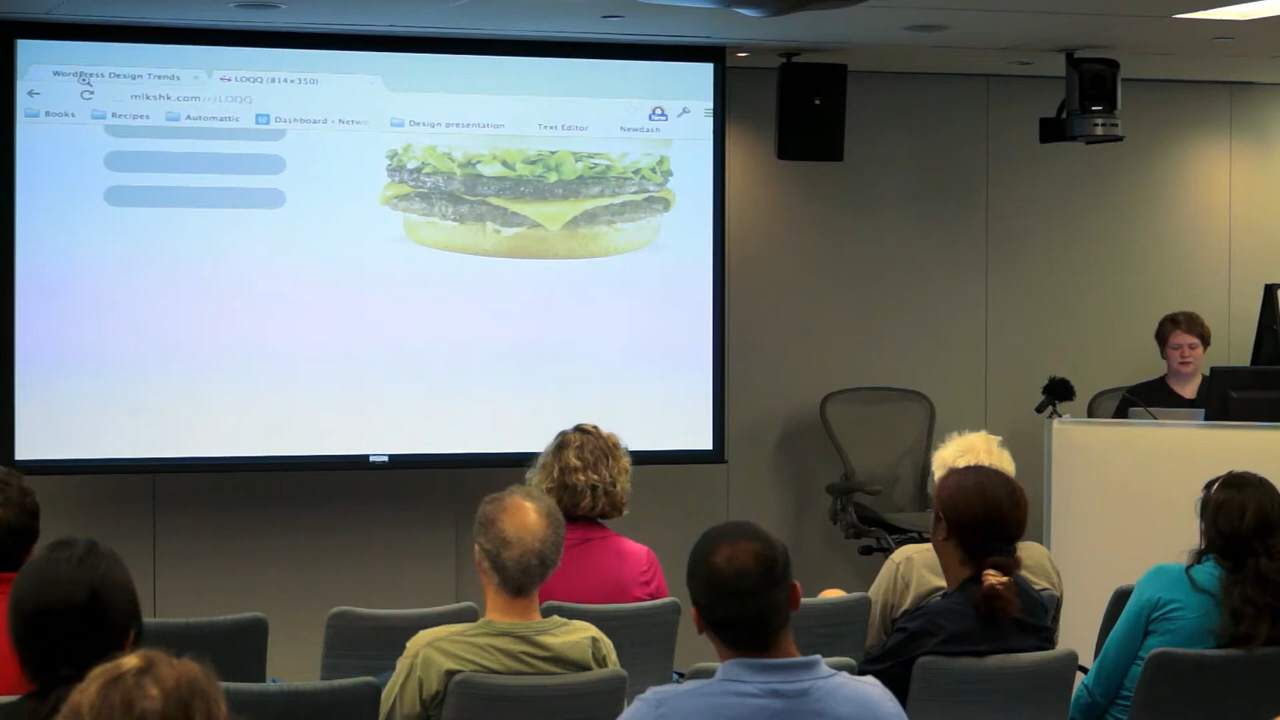 WordPress Design Trends
LOQQ (814×350)
mlkshk.com/r/LOQQ
Books
Recipes
Automattic
Dashboard ‹ Netwo
Design presentation
Text Editor
Newdash
New